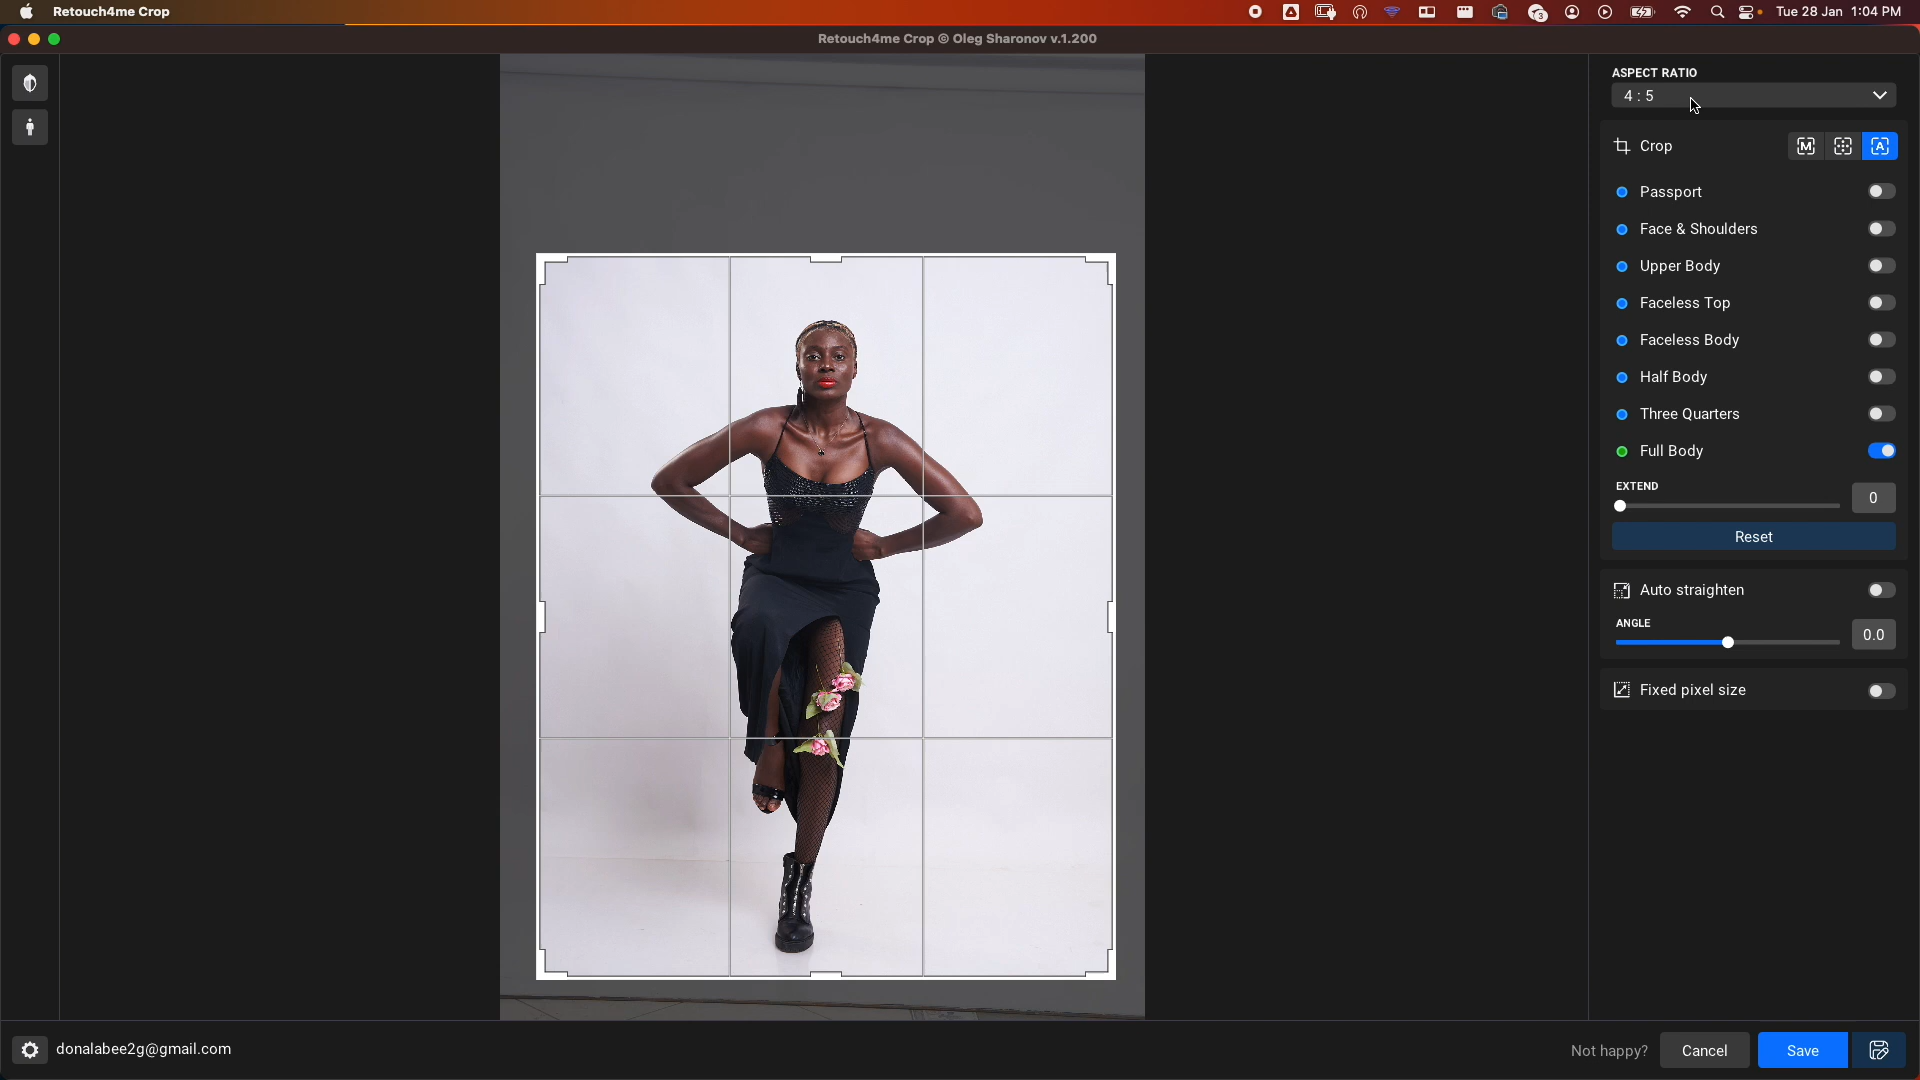 Retouch4me Crop
3
Tue 28 Jan 1:04 PM
Retouch4me Crop © Oleg Sharonov v.1.200
ASPECT RATIO
4 : 5
Crop
M
A
Passport
Face & Shoulders
Upper Body
Faceless Top
Faceless Body
Half Body
Three Quarters
Full Body
EXTEND
0
Reset
Auto straighten
ANGLE
0.0
Fixed pixel size
donalabee2g@gmail.com
Not happy?
Cancel
Save